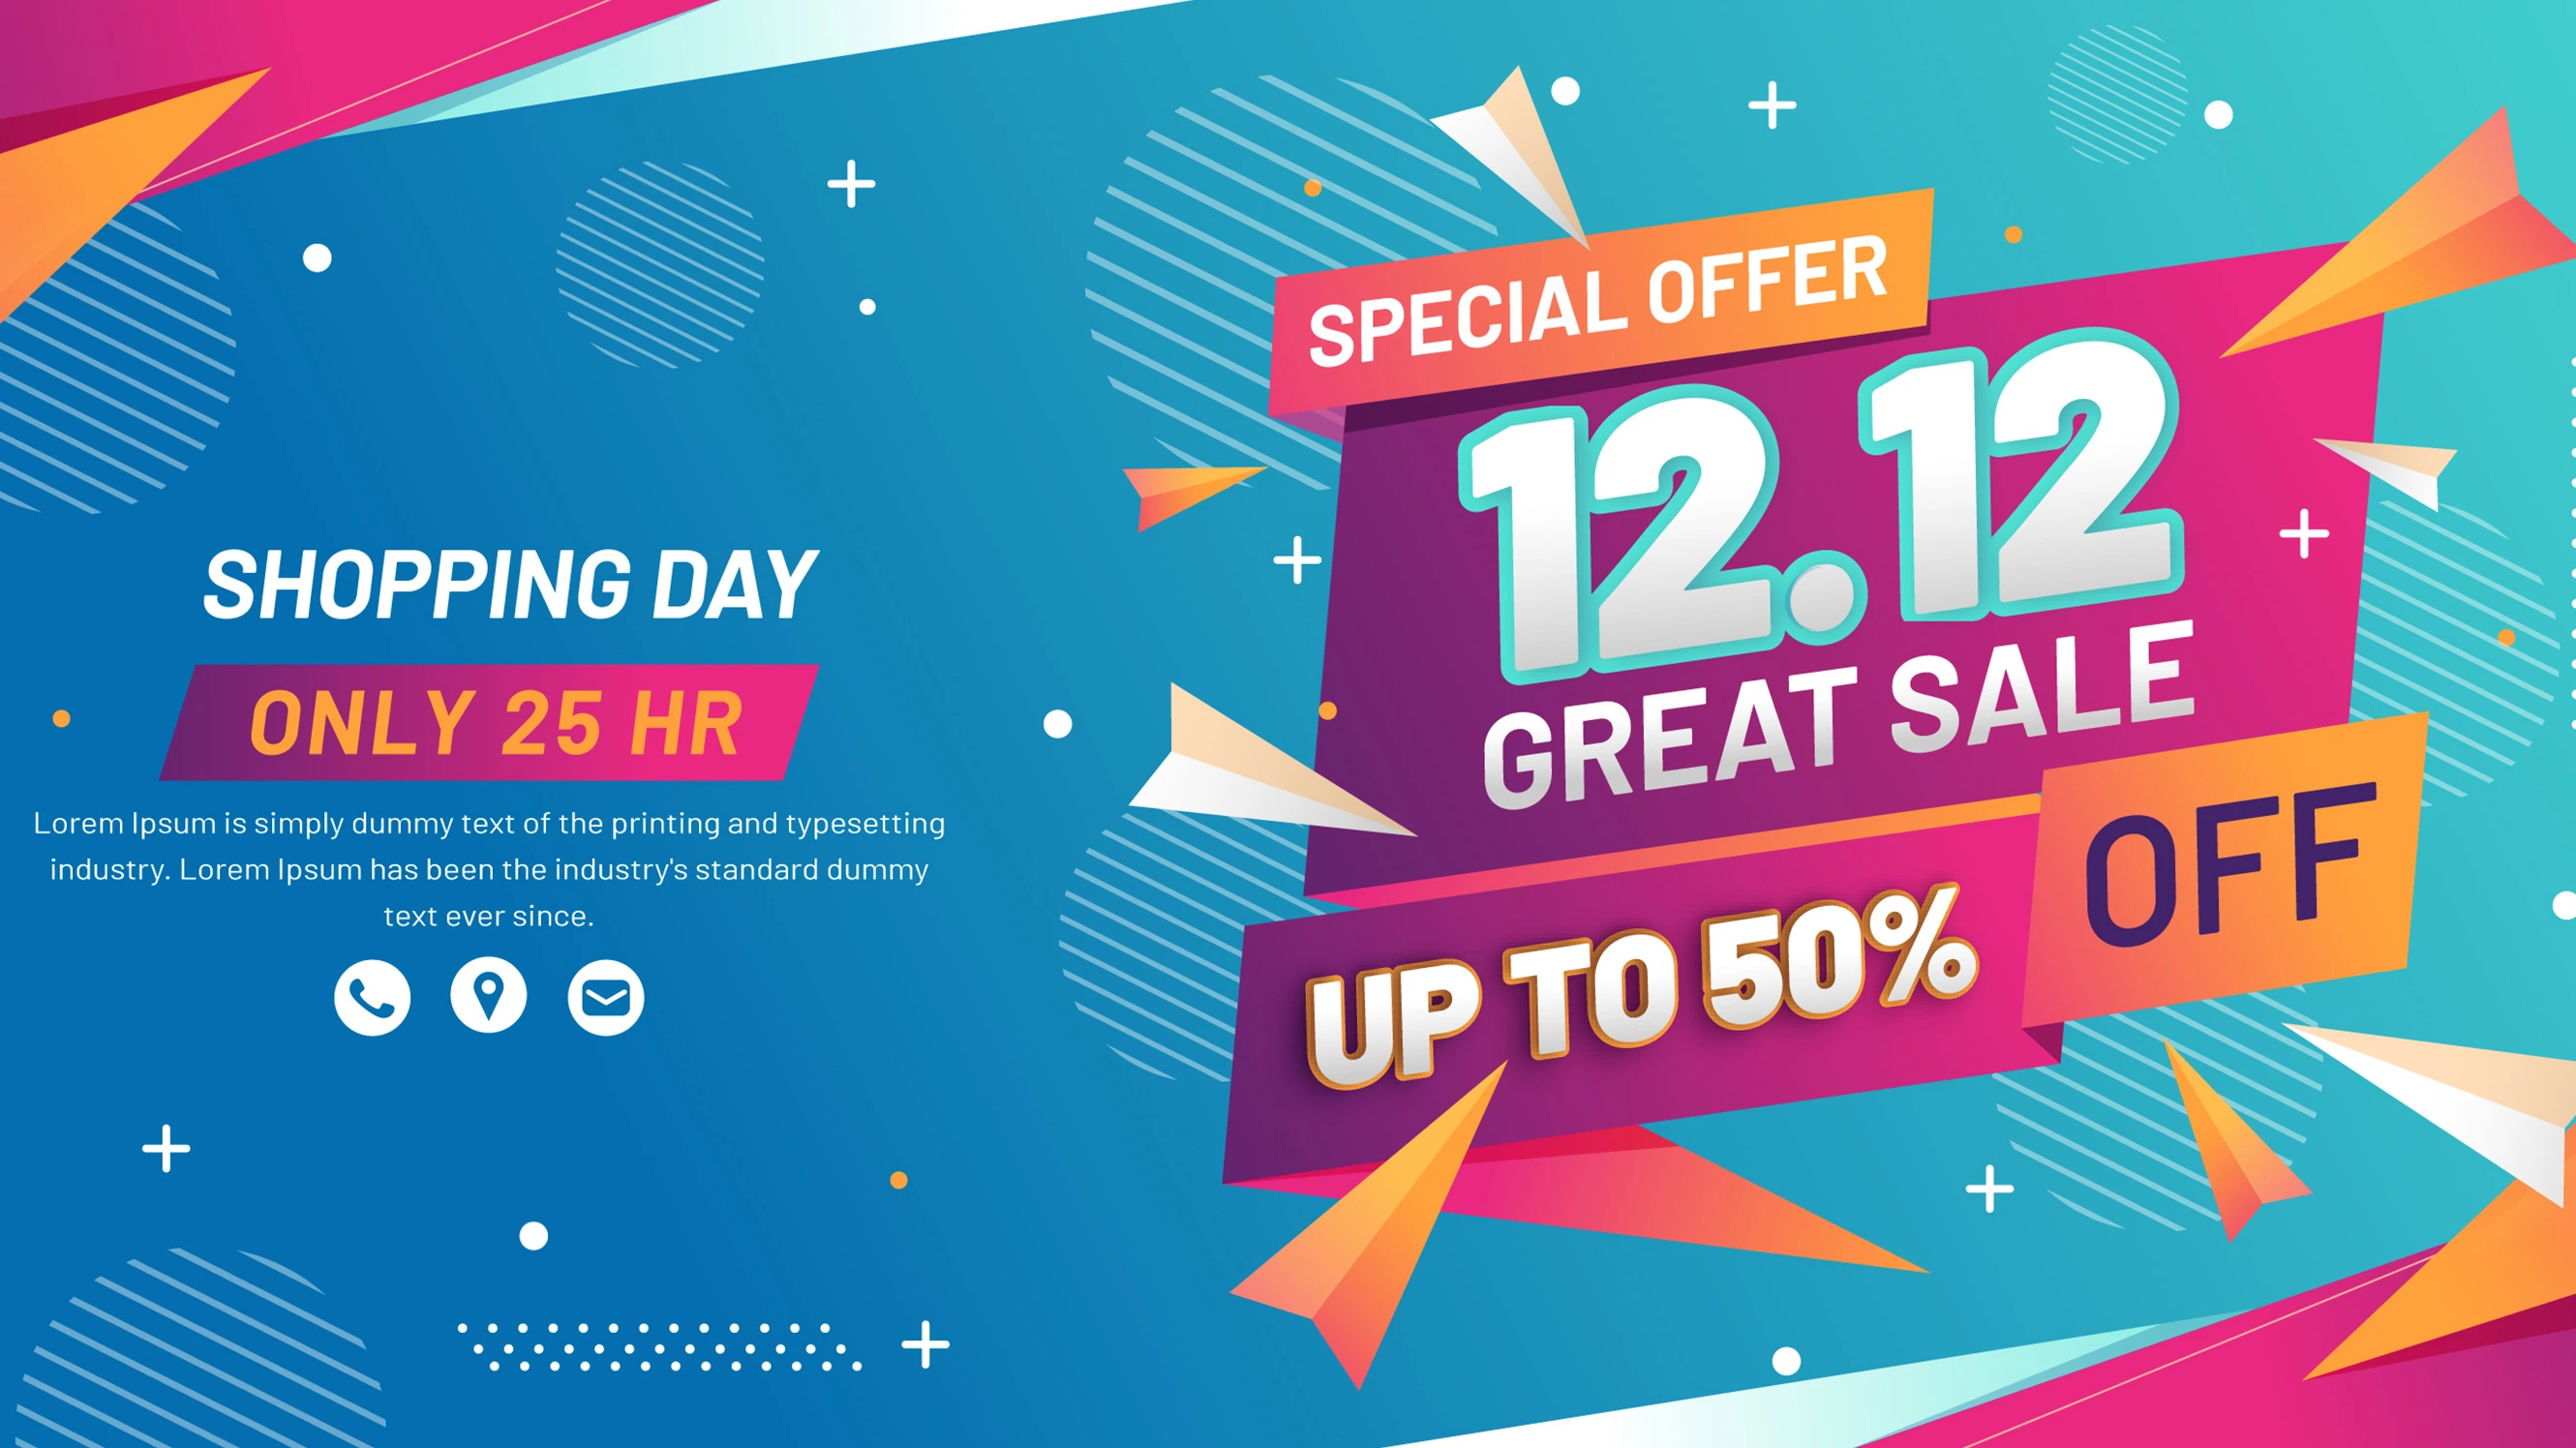 SHOPPING DAY
ONLY 25 HR
Lorem Ipsum is simply dummy text of the printing and typesetting
industry. Lorem Ipsum has been the industry's standard dummy
text ever since.
SPECIAL OFFER
12.12
GREAT SALE
UP TO 50%
OFF